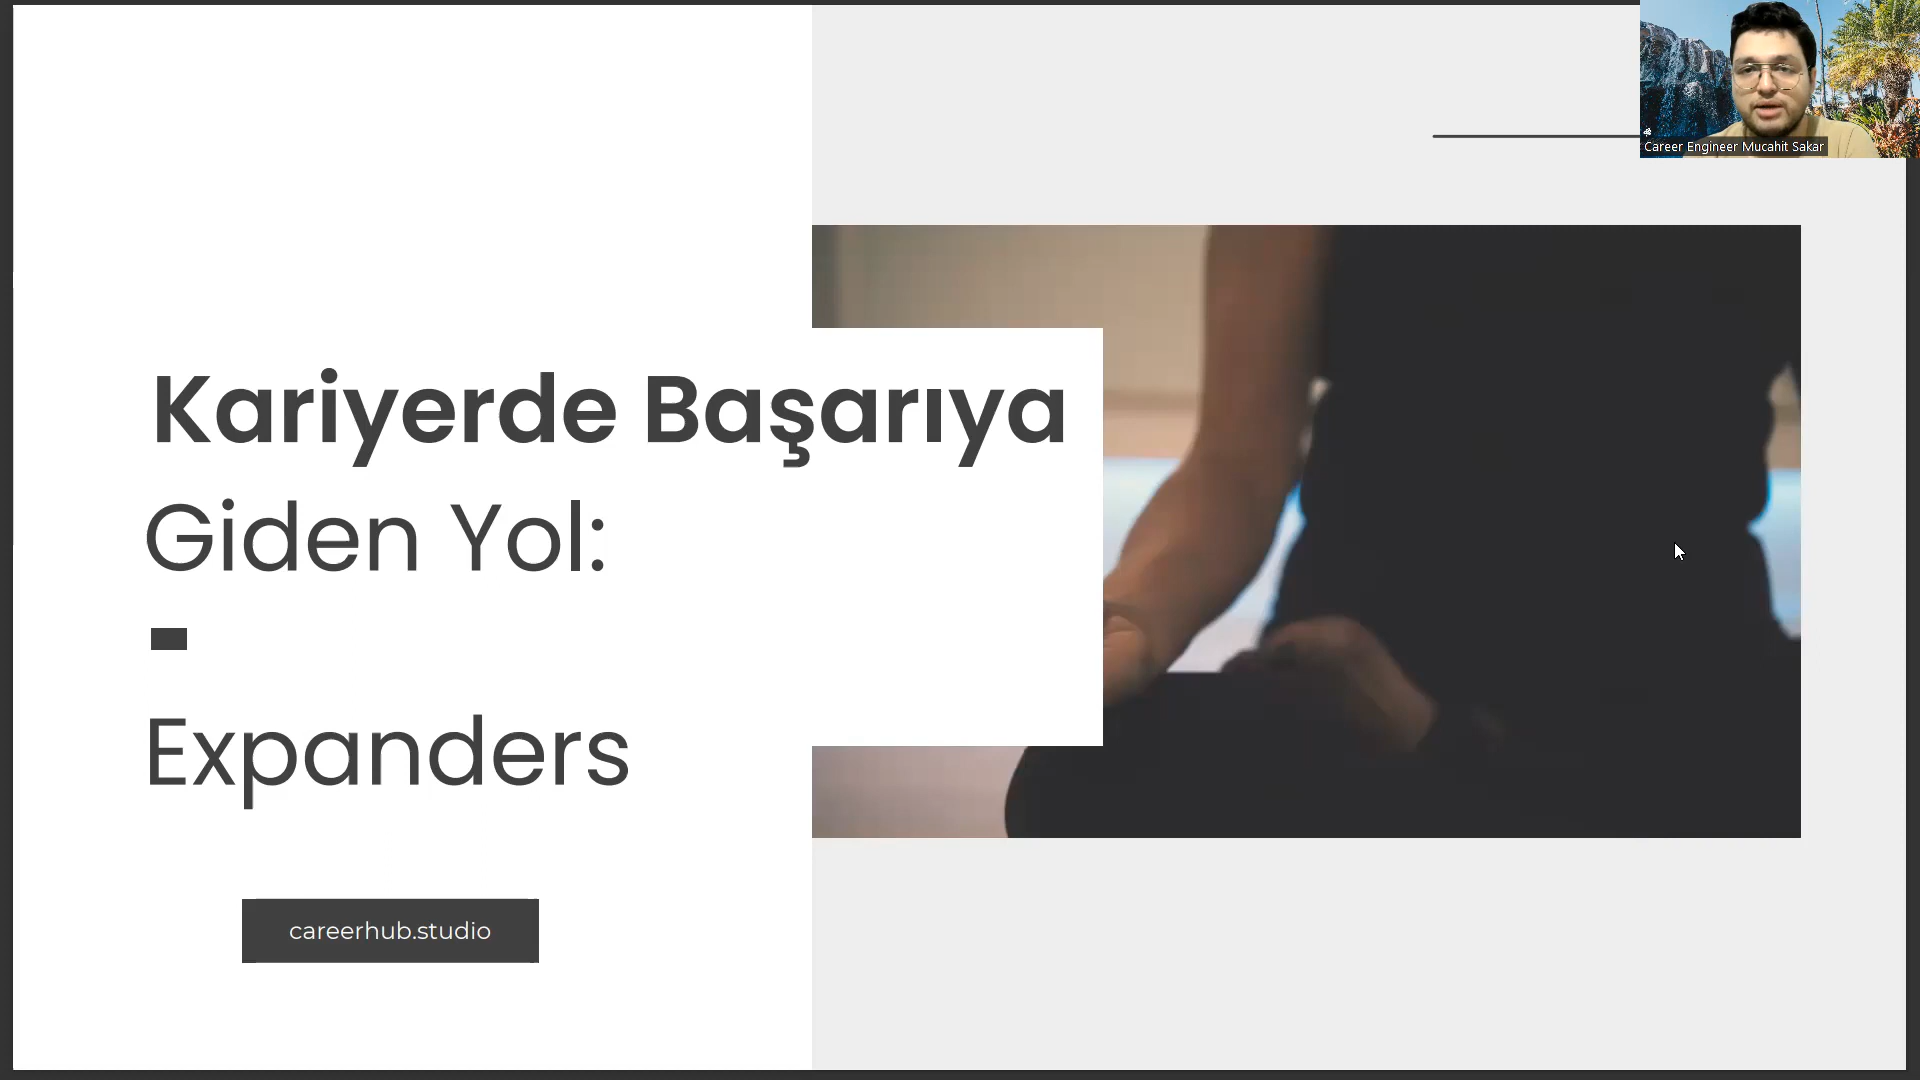 Career Engineer Mucahit Sakar
Kariyerde Başarıya
Giden Yol:
Expanders
careerhub.studio